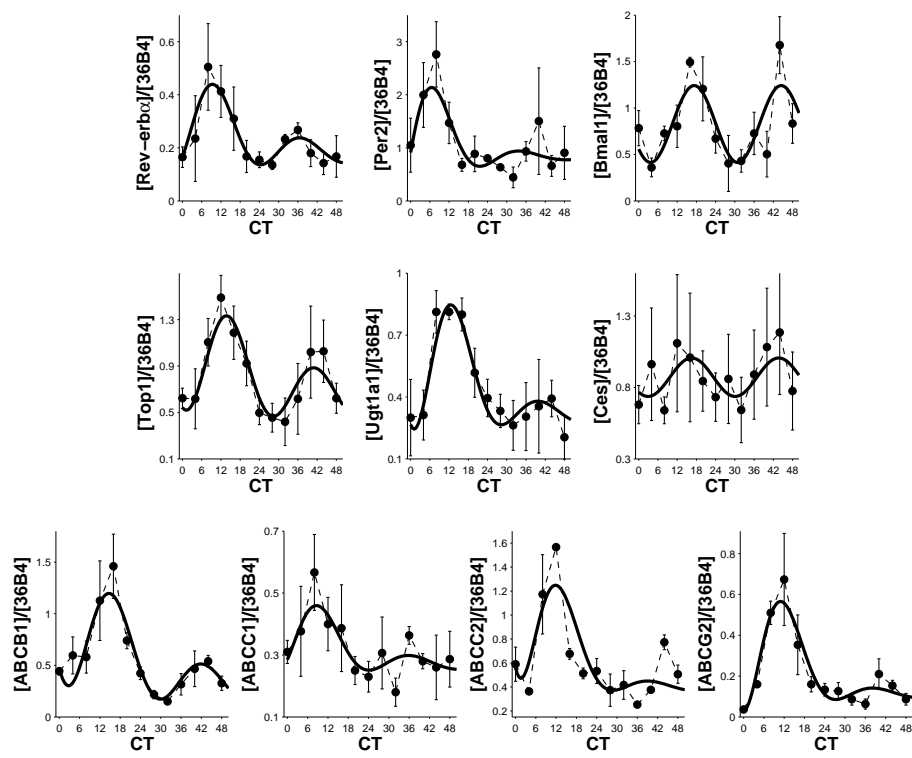 [Rev−erbα]/[36B4]
0.6
0.4
0.2
0
0 6 12 18 24 30 36 42 48
CT
[Per2]/[36B4]
3
2
1
0
0 6 12 18 24 30 36 42 48
CT
[Bmal1]/[36B4]
2
1.5
1
0.5
0
0 6 12 18 24 30 36 42 48
CT
[Top1]/[36B4]
1.3
0.9
0.5
0.1
0 6 12 18 24 30 36 42 48
CT
[Ugt1a1]/[36B4]
1
0.7
0.4
0.1
0 6 12 18 24 30 36 42 48
CT
[Ces]/[36B4]
1.3
0.8
0.3
0 6 12 18 24 30 36 42 48
CT
[ABCB1]/[36B4]
1.5
1
0.5
0
0 6 12 18 24 30 36 42 48
CT
[ABCC1]/[36B4]
0.7
0.5
0.3
0.1
0 6 12 18 24 30 36 42 48
CT
[ABCC2]/[36B4]
1.6
1.4
1.2
1
0.8
0.6
0.4
0.2
0 6 12 18 24 30 36 42 48
CT
[ABCG2]/[36B4]
0.8
0.6
0.4
0.2
0
0 6 12 18 24 30 36 42 48
CT